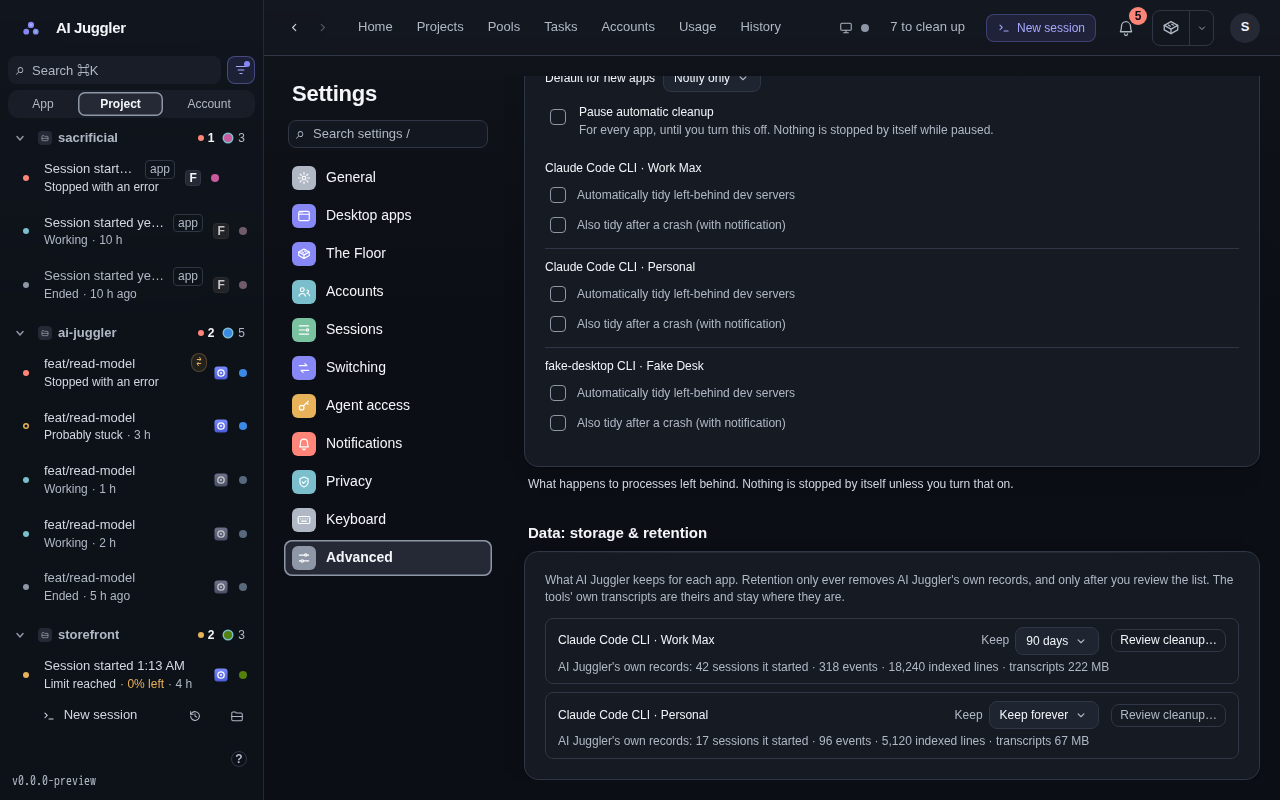 AI Juggler
Search ⌘K
App
Project
Account
sacrificial
1
3
Session start…
app
F
Stopped with an error
Session started ye…
app
F
Working · 10 h
Session started ye…
app
F
Ended · 10 h ago
ai-juggler
2
5
feat/read-model
Stopped with an error
feat/read-model
Probably stuck · 3 h
feat/read-model
Working · 1 h
feat/read-model
Working · 2 h
feat/read-model
Ended · 5 h ago
storefront
2
3
Session started 1:13 AM
Limit reached · 0% left · 4 h
New session
?
v0.0.0-preview
Home
Projects
Pools
Tasks
Accounts
Usage
History
7 to clean up
New session
5
S
Settings
Search settings /
General
Desktop apps
The Floor
Accounts
Sessions
Switching
Agent access
Notifications
Privacy
Keyboard
Advanced
Default for new apps
Notify only
Pause automatic cleanup
For every app, until you turn this off. Nothing is stopped by itself while paused.
Claude Code CLI · Work Max
Automatically tidy left-behind dev servers
Also tidy after a crash (with notification)
Claude Code CLI · Personal
Automatically tidy left-behind dev servers
Also tidy after a crash (with notification)
fake-desktop CLI · Fake Desk
Automatically tidy left-behind dev servers
Also tidy after a crash (with notification)
What happens to processes left behind. Nothing is stopped by itself unless you turn that on.
Data: storage & retention
What AI Juggler keeps for each app. Retention only ever removes AI Juggler's own records, and only after you review the list. The
tools' own transcripts are theirs and stay where they are.
Claude Code CLI · Work Max
Keep
90 days
Review cleanup…
AI Juggler's own records: 42 sessions it started · 318 events · 18,240 indexed lines · transcripts 222 MB
Claude Code CLI · Personal
Keep
Keep forever
Review cleanup…
AI Juggler's own records: 17 sessions it started · 96 events · 5,120 indexed lines · transcripts 67 MB